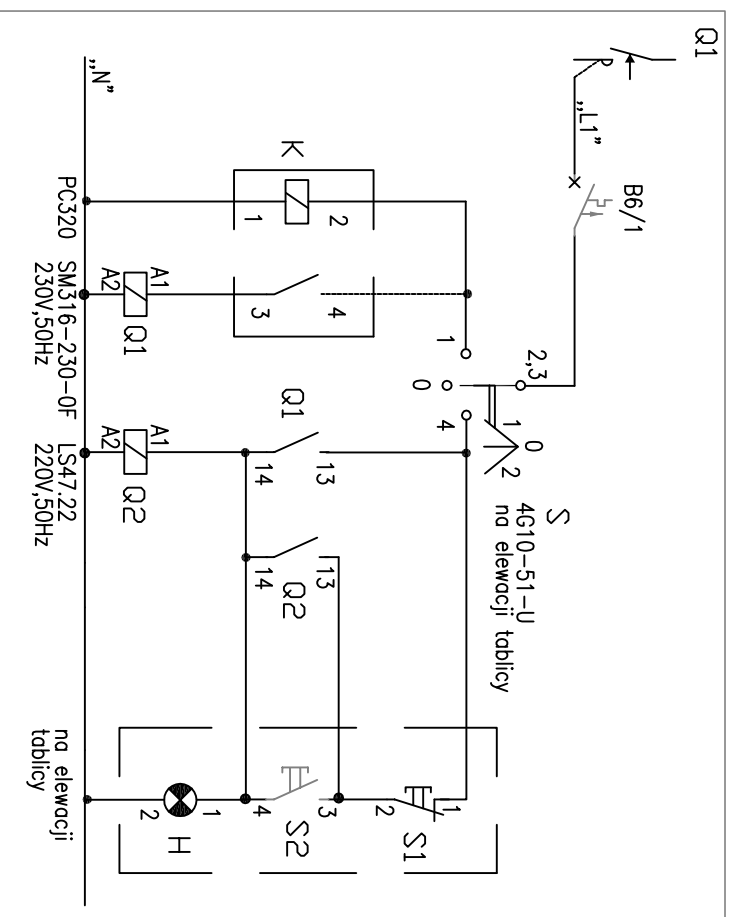 Q1
B6/1
„L1”
S
4G10-51-U
na elewacji tablicy
2,3
0
1
2
1
0
4
1
S1
2
K
2
4
Q1
13
13
3
S2
1
3
14
14
Q2
4
1
H
2
A1
Q1
A2
A1
Q2
A2
„N”
PC320
SM316-230-0F
230V,50Hz
LS47.22
220V,50Hz
na elewacji
tablicy